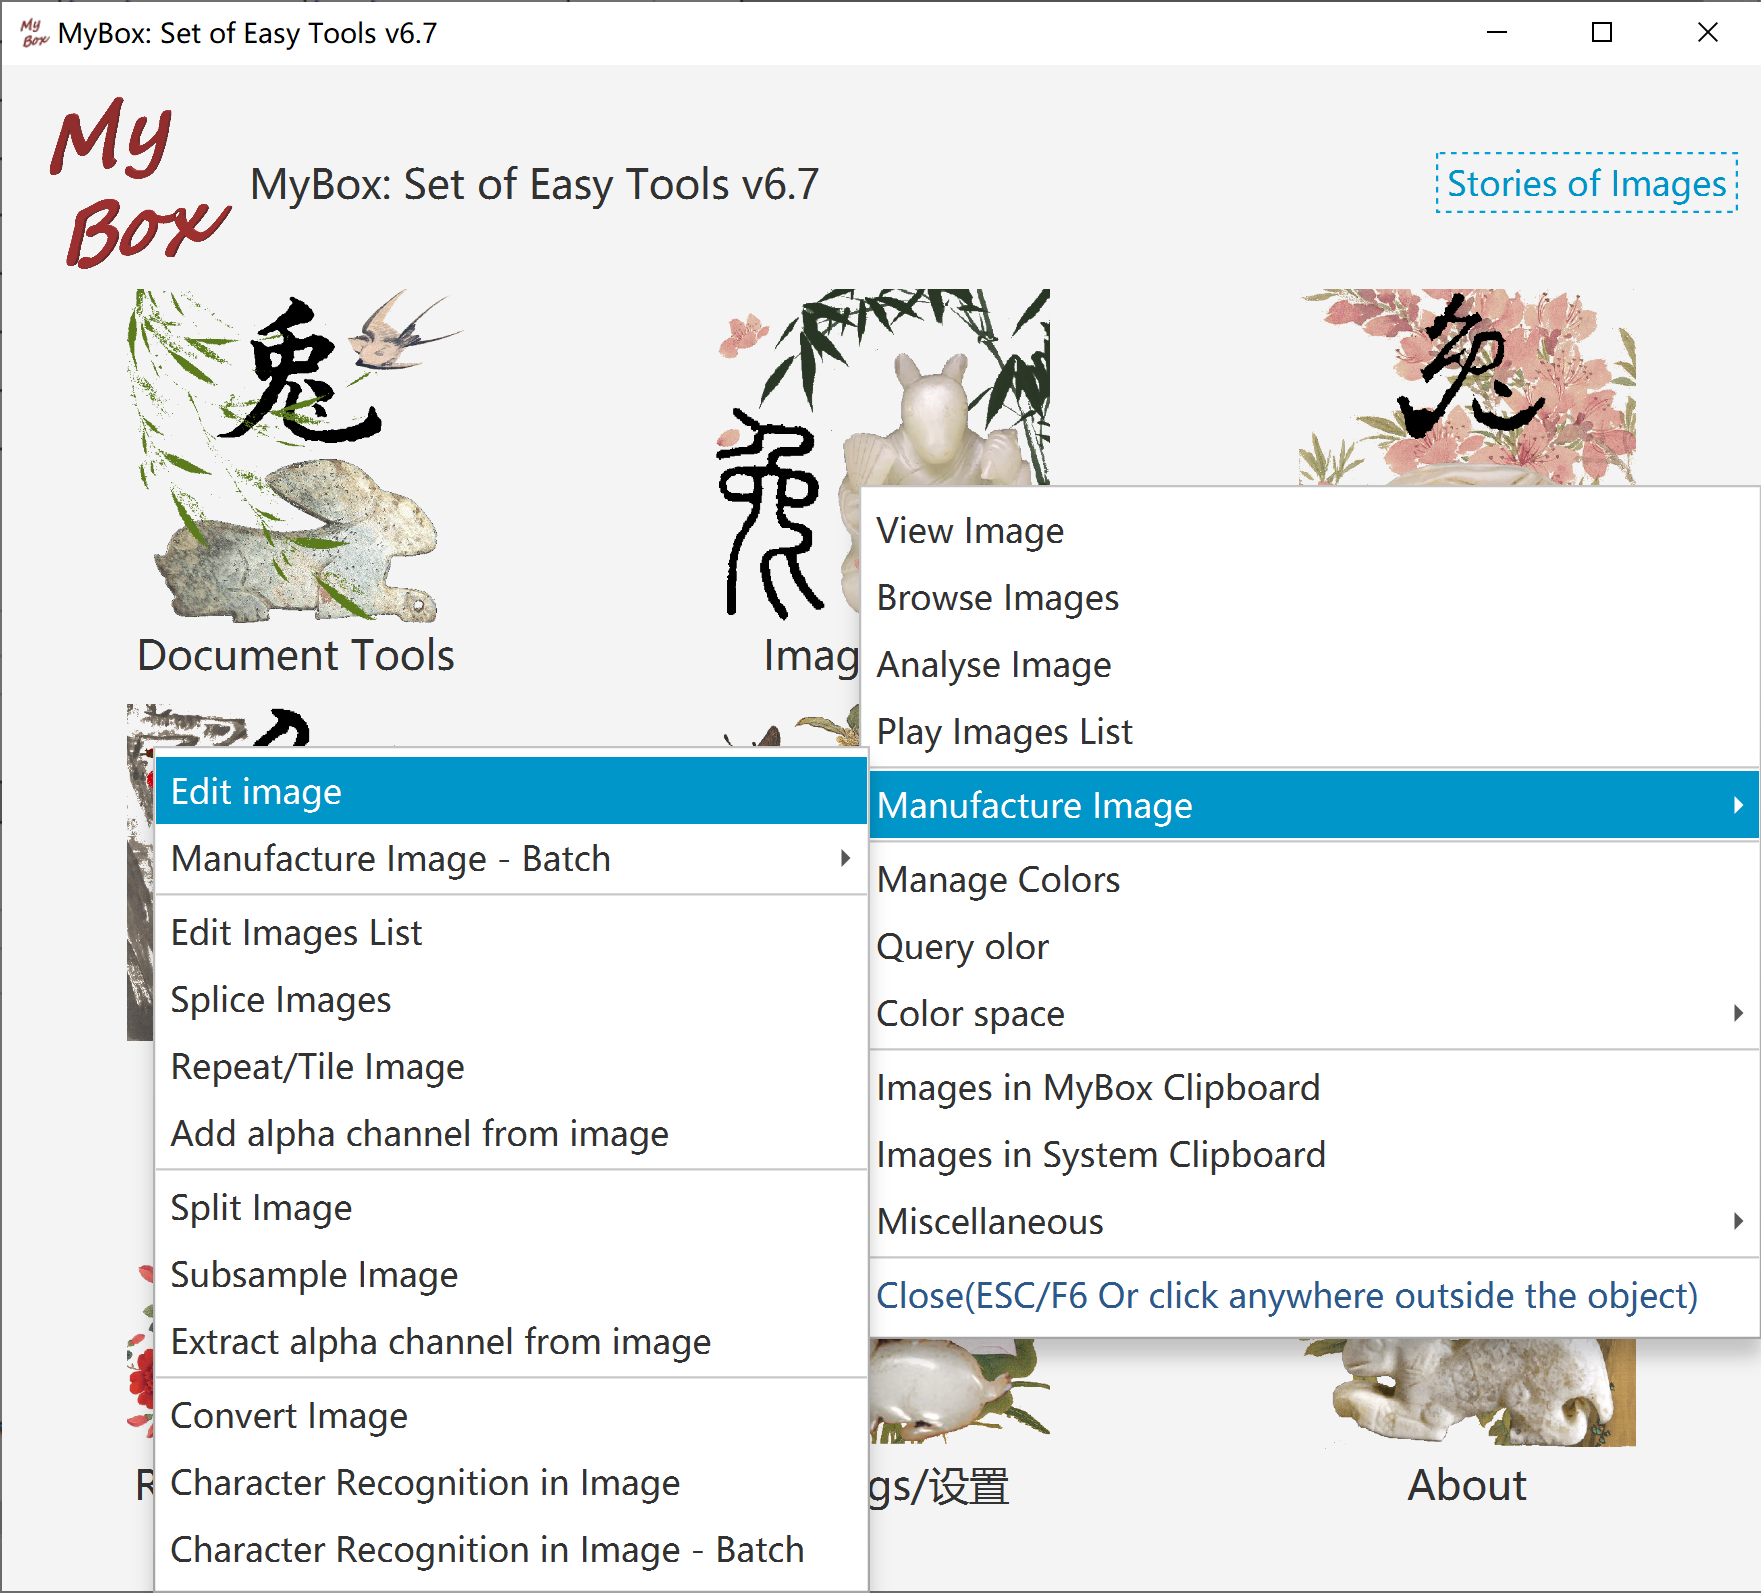 My Box MyBox: Set of Easy Tools v6.7
My
Box
MyBox: Set of Easy Tools v6.7
Stories of Images
兔
兔
兔
Document Tools
Imag
View Image
Browse Images
Analyse Image
Play Images List
Manufacture Image
Manage Colors
Query olor
Color space
Images in MyBox Clipboard
Images in System Clipboard
Miscellaneous
Close(ESC/F6 Or click anywhere outside the object)
Edit image
Manufacture Image - Batch
Edit Images List
Splice Images
Repeat/Tile Image
Add alpha channel from image
Split Image
Subsample Image
Extract alpha channel from image
Convert Image
Character Recognition in Image
Character Recognition in Image - Batch
R
gs/设置
About